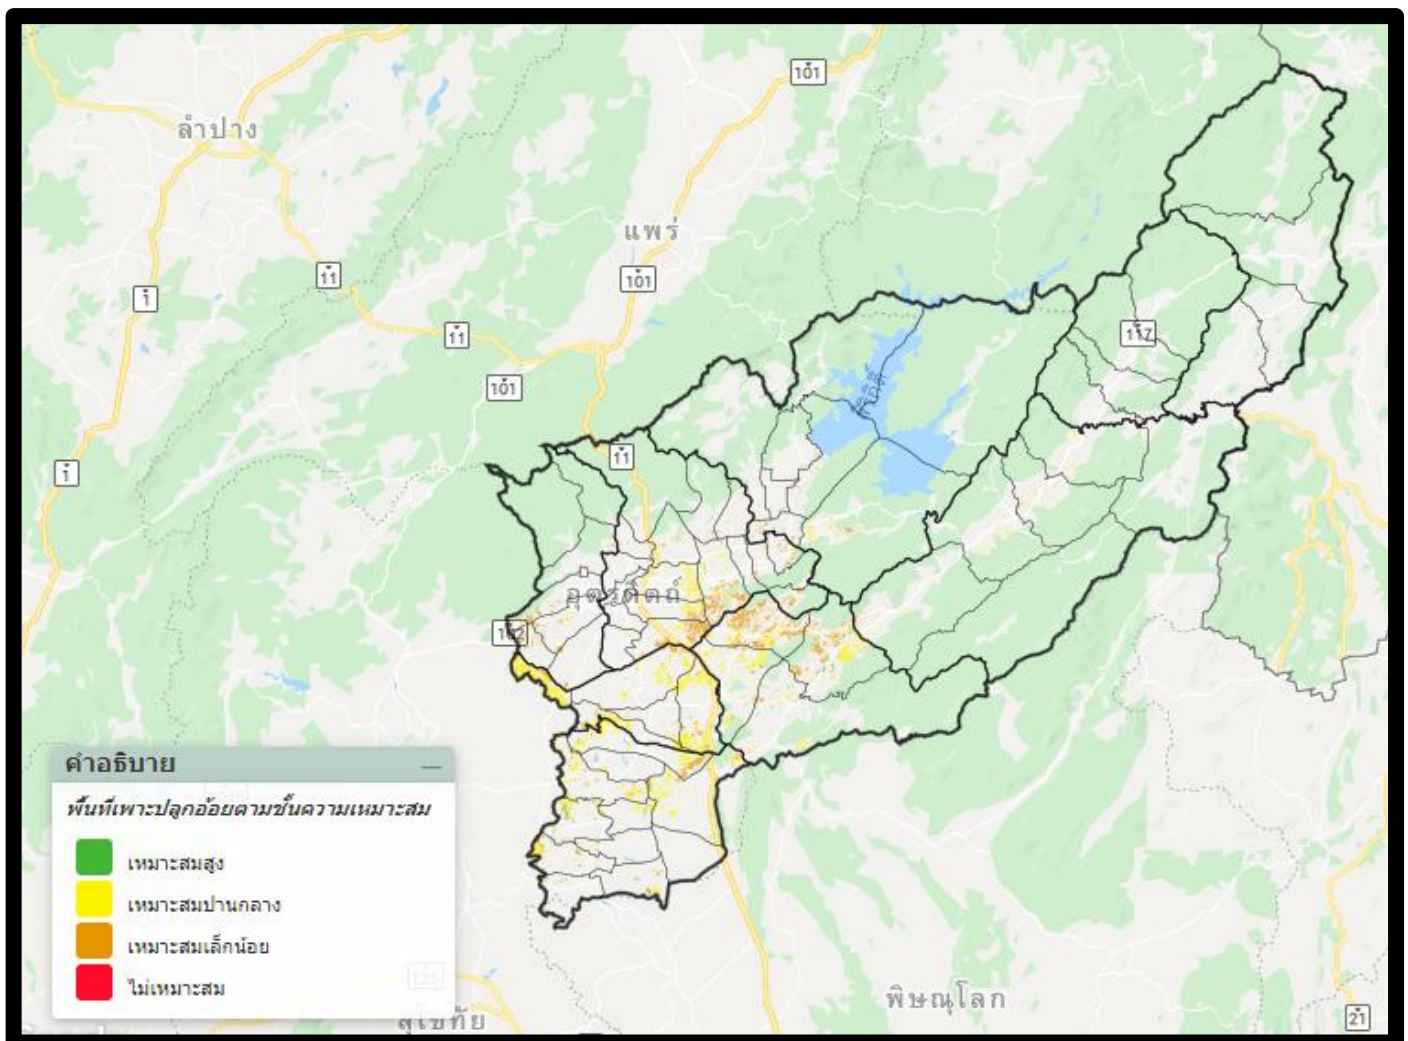 101
ลำปาง
แพร่
11
101
1
11
117
101
11
1
อุตรดิตถ์
102
คำอธิบาย
พื้นที่เพาะปลูกอ้อยตามชั้นความเหมาะสม
เหมาะสมสูง
เหมาะสมปานกลาง
เหมาะสมเล็กน้อย
ไม่เหมาะสม
พิษณุโลก
21
สุโขทัย